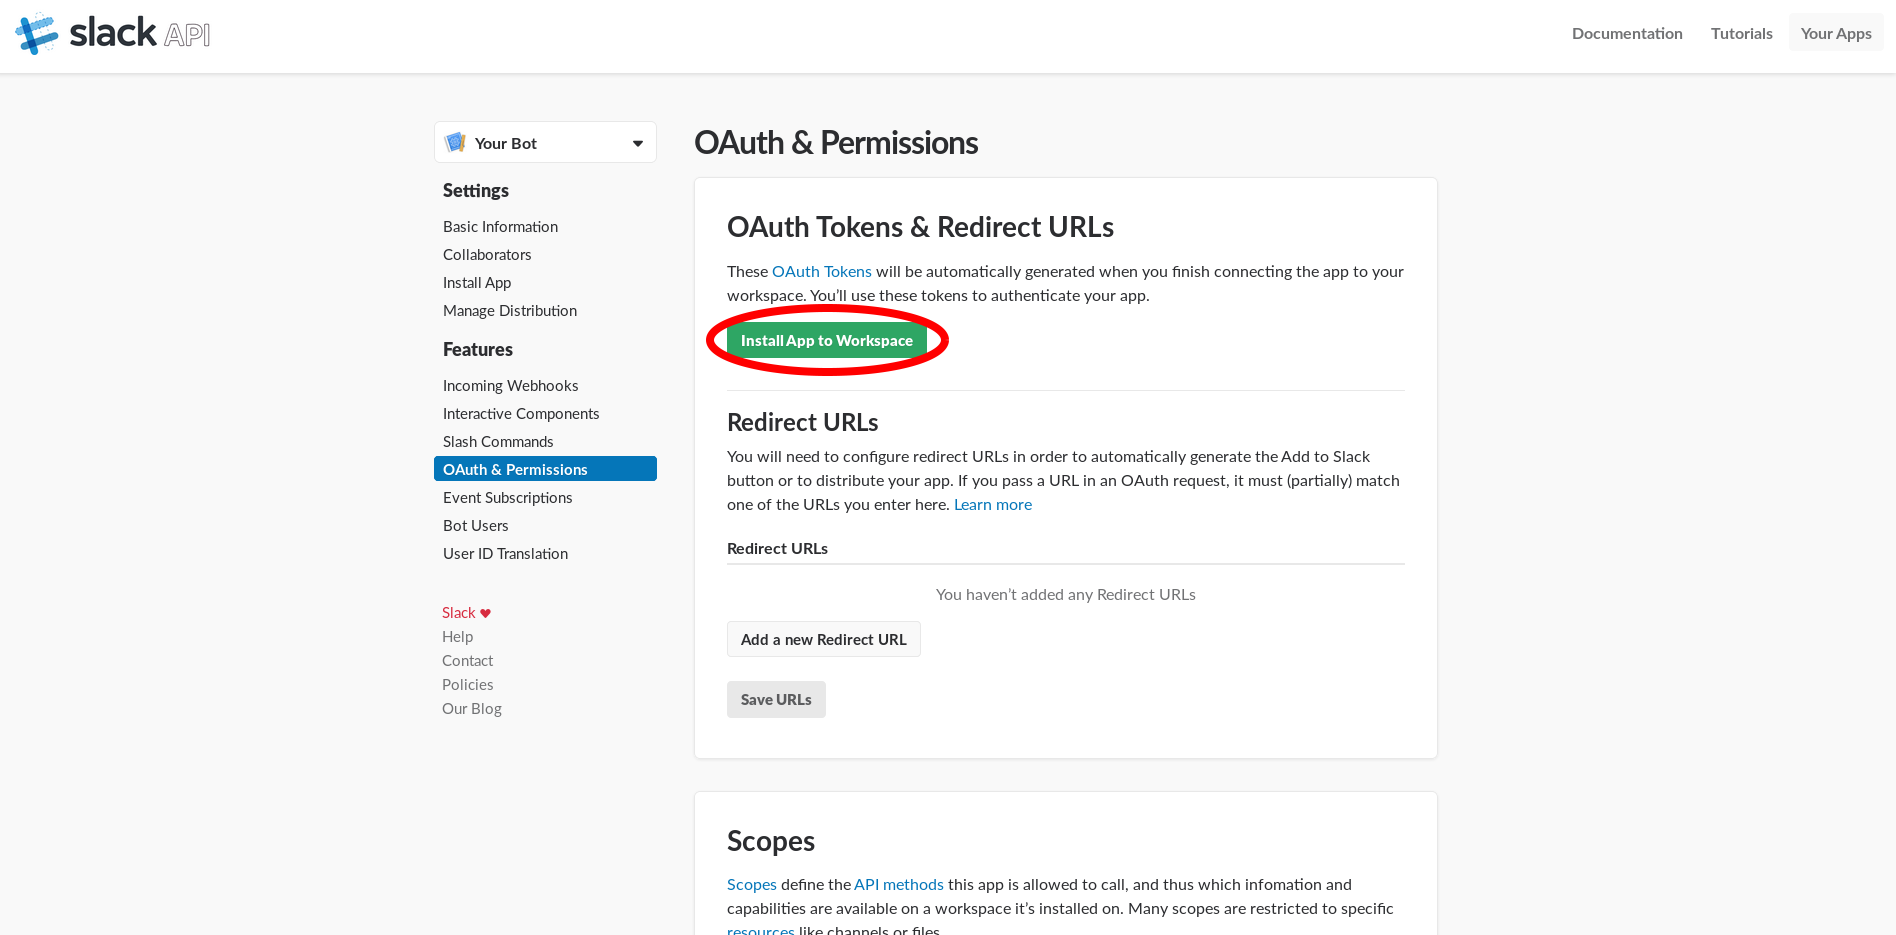 slack API
Documentation
Tutorials
Your Apps
Your Bot
Settings
Basic Information
Collaborators
Install App
Manage Distribution
Features
Incoming Webhooks
Interactive Components
Slash Commands
OAuth & Permissions
Event Subscriptions
Bot Users
User ID Translation
Slack ♥
Help
Contact
Policies
Our Blog
OAuth & Permissions
OAuth Tokens & Redirect URLs
These OAuth Tokens will be automatically generated when you finish connecting the app to your
workspace. You’ll use these tokens to authenticate your app.
Install App to Workspace
Redirect URLs
You will need to configure redirect URLs in order to automatically generate the Add to Slack
button or to distribute your app. If you pass a URL in an OAuth request, it must (partially) match
one of the URLs you enter here. Learn more
Redirect URLs
You haven’t added any Redirect URLs
Add a new Redirect URL
Save URLs
Scopes
Scopes define the API methods this app is allowed to call, and thus which infomation and
capabilities are available on a workspace it’s installed on. Many scopes are restricted to specific
resources like channels or files.